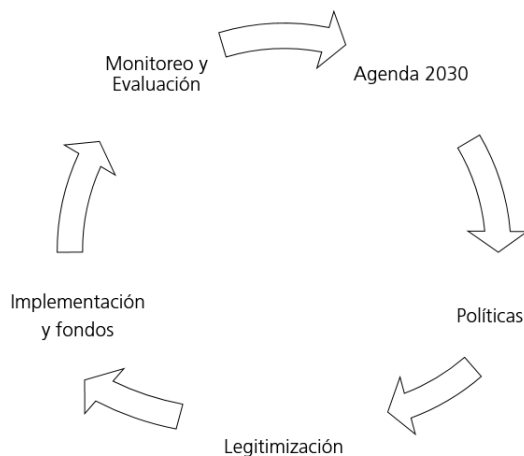 Monitoreo y
Evaluación
Agenda 2030
Políticas
Legitimización
Implementación
y fondos